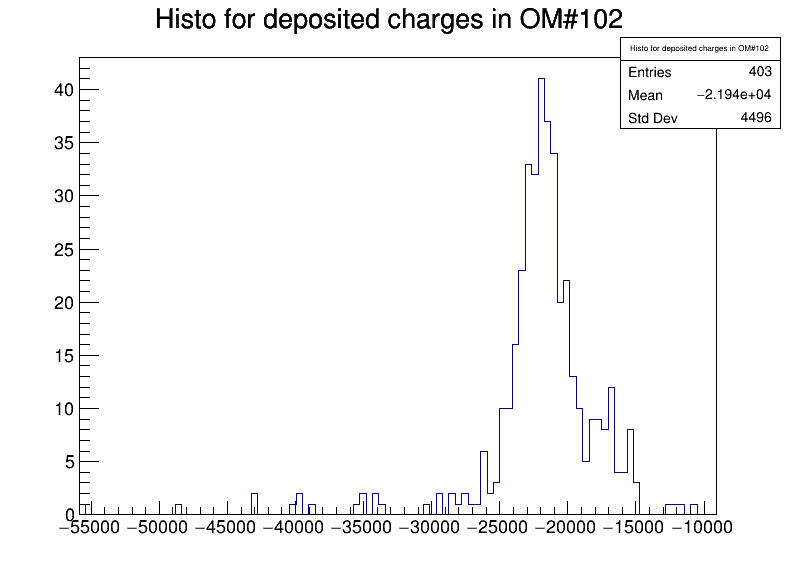 Histo for deposited charges in OM#102
Histo for deposited charges in OM#102
Entries 403
Mean −2.194e+04
Std Dev 4496
40
35
30
25
20
15
10
5
0
−55000 −50000 −45000 −40000 −35000 −30000 −25000 −20000 −15000 −10000